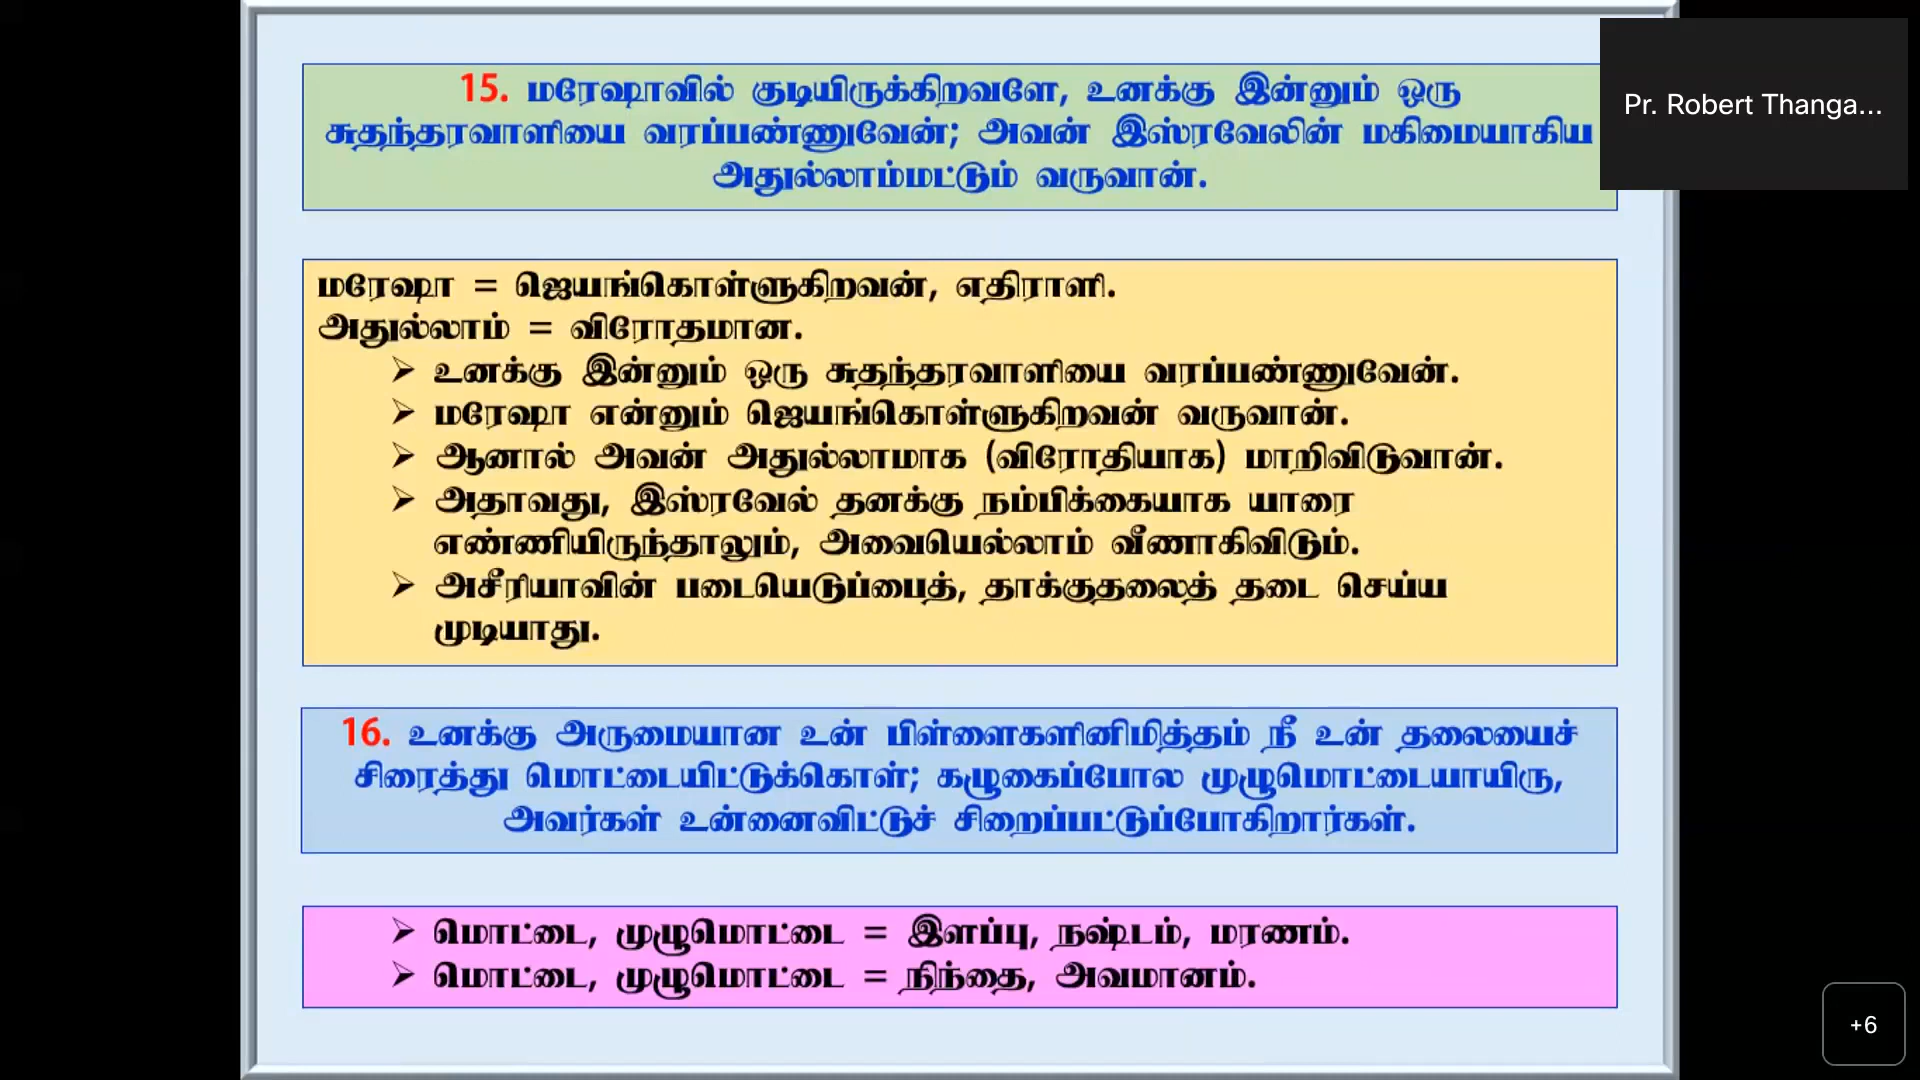 15. மரேஷாவில் குடியிருக்கிறவளே, உனக்கு இன்னும் ஒரு
சுதந்தரவாளியை வரப்பண்ணுவேன்; அவன் இஸ்ரவேலின் மகிமையாகிய
அதுல்லாம்மட்டும் வருவான்.
Pr. Robert Thanga...
மரேஷா = ஜெயங்கொள்ளுகிறவன், எதிராளி.
அதுல்லாம் = விரோதமான.
➢ உனக்கு இன்னும் ஒரு சுதந்தரவாளியை வரப்பண்ணுவேன்.
➢ மரேஷா என்னும் ஜெயங்கொள்ளுகிறவன் வருவான்.
➢ ஆனால் அவன் அதுல்லாமாக (விரோதியாக) மாறிவிடுவான்.
➢ அதாவது, இஸ்ரவேல் தனக்கு நம்பிக்கையாக யாரை
எண்ணியிருந்தாலும், அவையெல்லாம் வீணாகிவிடும்.
➢ அசீரியாவின் படையெடுப்பைத், தாக்குதலைத் தடை செய்ய
முடியாது.
16. உனக்கு அருமையான உன் பிள்ளைகளினிமித்தம் நீ உன் தலையைச்
சிரைத்து மொட்டையிட்டுக்கொள்; கழுகைப்போல முழுமொட்டையாயிரு,
அவர்கள் உன்னைவிட்டுச் சிறைப்பட்டுப்போகிறார்கள்.
➢ மொட்டை, முழுமொட்டை = இளப்பு, நஷ்டம், மரணம்.
➢ மொட்டை, முழுமொட்டை = நிந்தை, அவமானம்.
+6